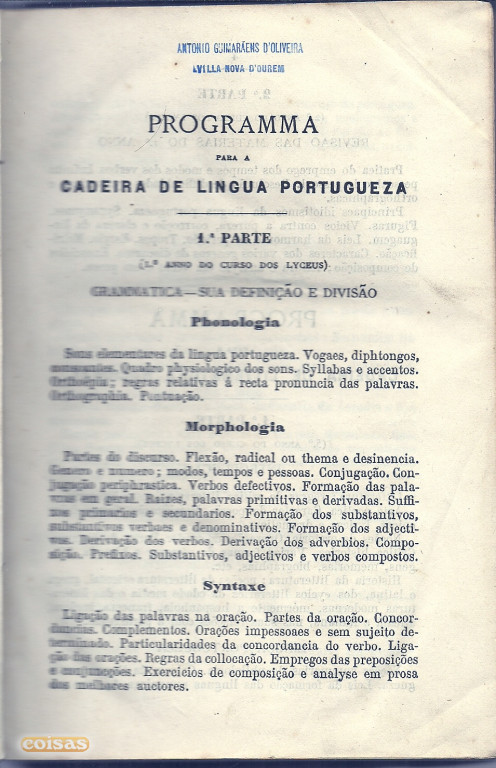 ANTONIO GUIMARÃENS D'OLIVEIRA
VILLA NOVA D'OUREM
PROGRAMMA
PARA A
CADEIRA DE LINGUA PORTUGUEZA
1.ª PARTE
(1.º ANNO DO CURSO DOS LYCEUS)
GRAMMATICA—SUA DEFINIÇÃO E DIVISÃO
Phonologia
Sons elementares da lingua portugueza. Vogaes, diphtongos,
consoantes. Quadro physiologico dos sons. Syllabas e accentos.
Orthoépia; regras relativas á recta pronuncia das palavras.
Orthographia. Pontuação.
Morphologia
Partes do discurso. Flexão, radical ou thema e desinencia.
Genero e numero; modos, tempos e pessoas. Conjugação. Con-
jugação periphrastica. Verbos defectivos. Formação das pala-
vras em geral. Raizes, palavras primitivas e derivadas. Suffi-
xos primarios e secundarios. Formação dos substantivos,
substantivos verbaes e denominativos. Formação dos adjecti-
vos. Derivação dos verbos. Derivação dos adverbios. Compo-
sição. Prefixos. Substantivos, adjectivos e verbos compostos.
Syntaxe
Ligação das palavras na oração. Partes da oração. Concor-
dancias. Complementos. Orações impessoaes e sem sujeito de-
terminado. Particularidades da concordancia do verbo. Liga-
ção das orações. Regras da collocação. Empregos das preposições
e conjuncções. Exercicios de composição e analyse em prosa
dos melhores auctores.
coisas